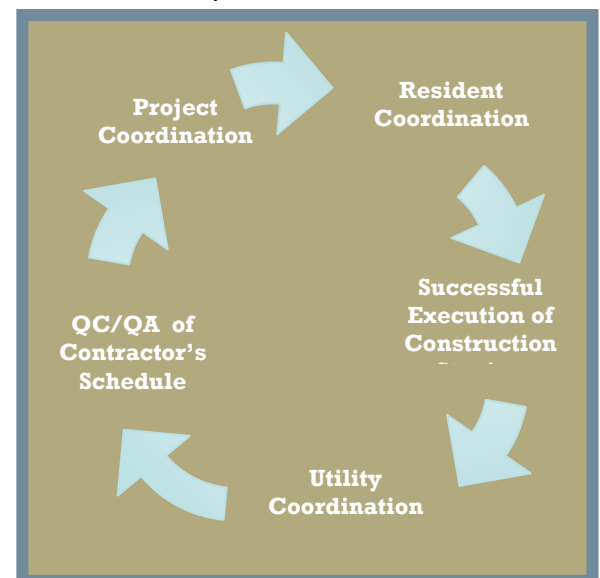 Project
Coordination
Resident
Coordination
Successful
Execution of
Construction
Utility
Coordination
QC/QA of
Contractor's
Schedule